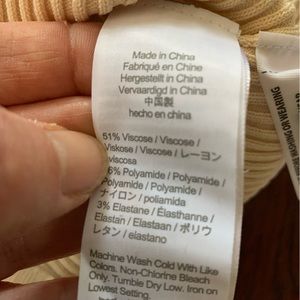 Made in China
Fabriqué en Chine
Hergestellt in China
Vervaardigd in China
中国製
hecho en china
51% Viscose / Viscose /
Viskose / Viscose / レーヨン
viscosa
6% Polyamide / Polyamide /
Polyamide / Polyamide /
ナイロン / poliamida
3% Elastane / Élasthanne /
Elastan / Elastaan / ポリウ
レタン / elastano
Machine Wash Cold With Like
Colors. Non-Chlorine Bleach
Only. Tumble Dry Low. Iron on
Lowest Setting.
WASHING OR WEARING